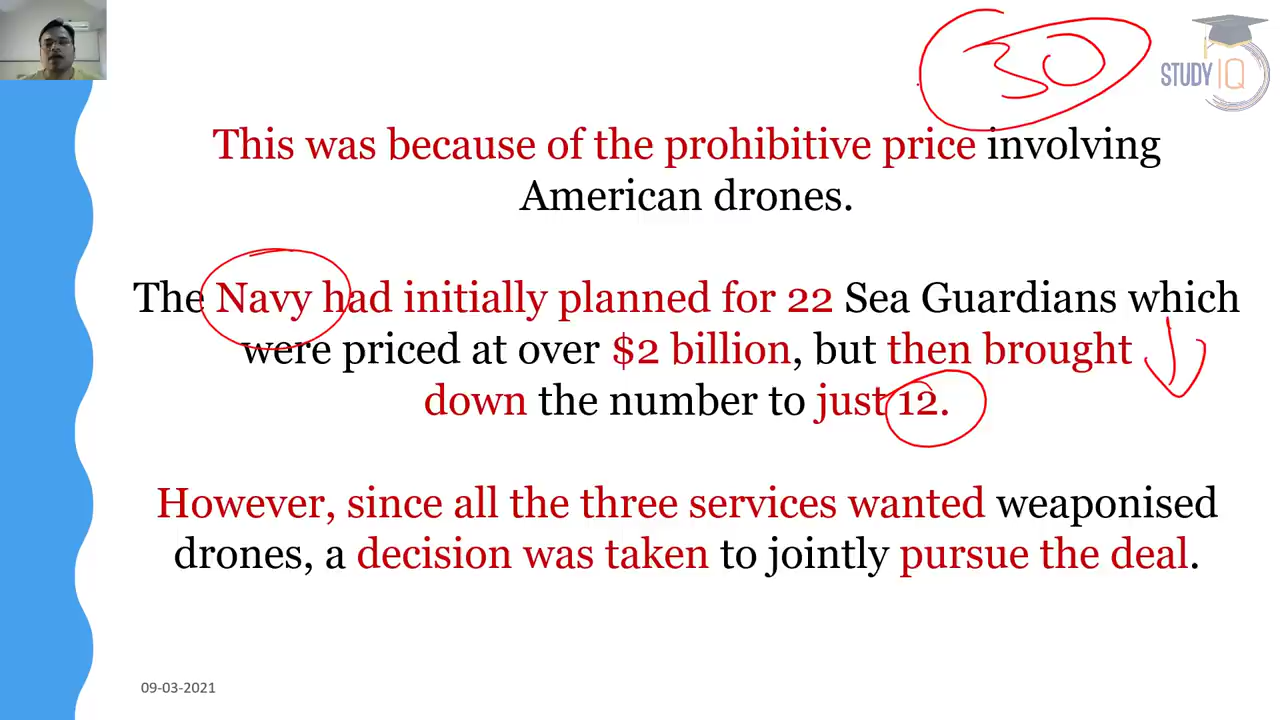 30
STUDY IQ
This was because of the prohibitive price involving
American drones.
The Navy had initially planned for 22 Sea Guardians which
were priced at over $2 billion, but then brought
down the number to just 12.
However, since all the three services wanted weaponised
drones, a decision was taken to jointly pursue the deal.
09-03-2021